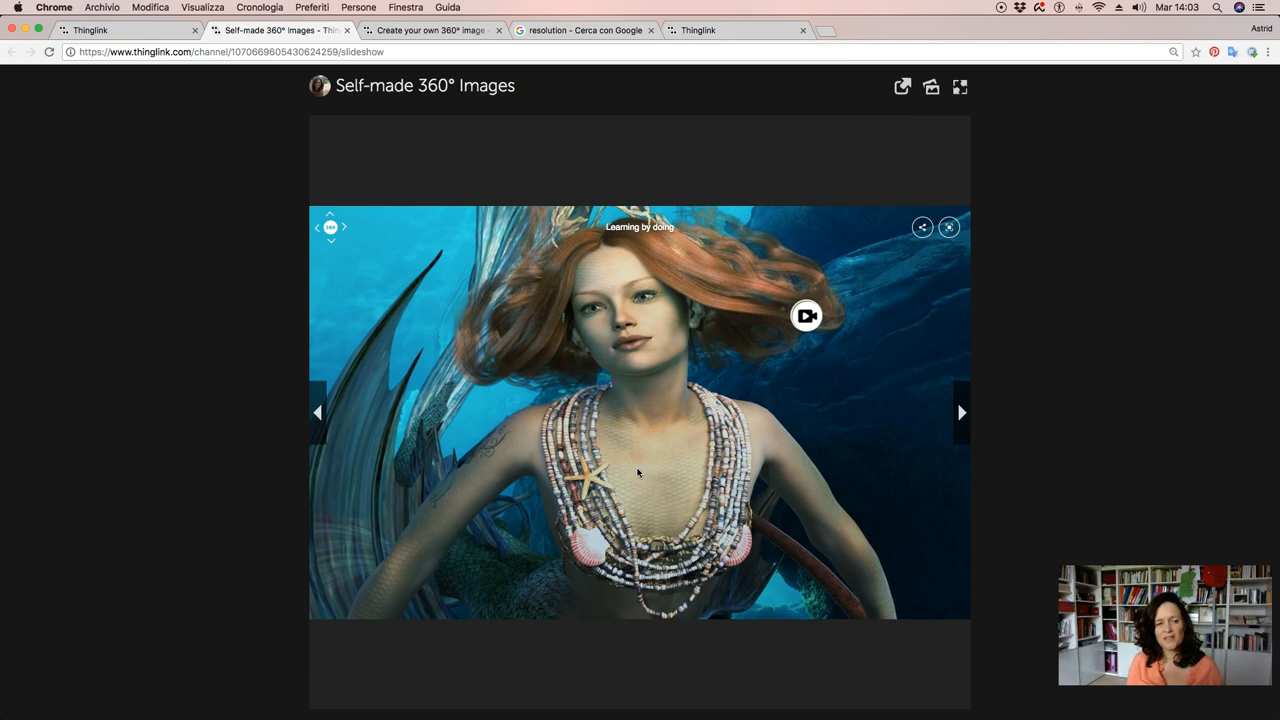 Chrome Archivio Modifica Visualizza Cronologia Preferiti Persone Finestra Guida Mar 14:03
Thinglink Self-made 360° Images - Thin Create your own 360° image - resolution - Cerca con Google Thinglink Astrid
https://www.thinglink.com/channel/1070669605430624259/slideshow
Self-made 360° Images
Learning by doing
360